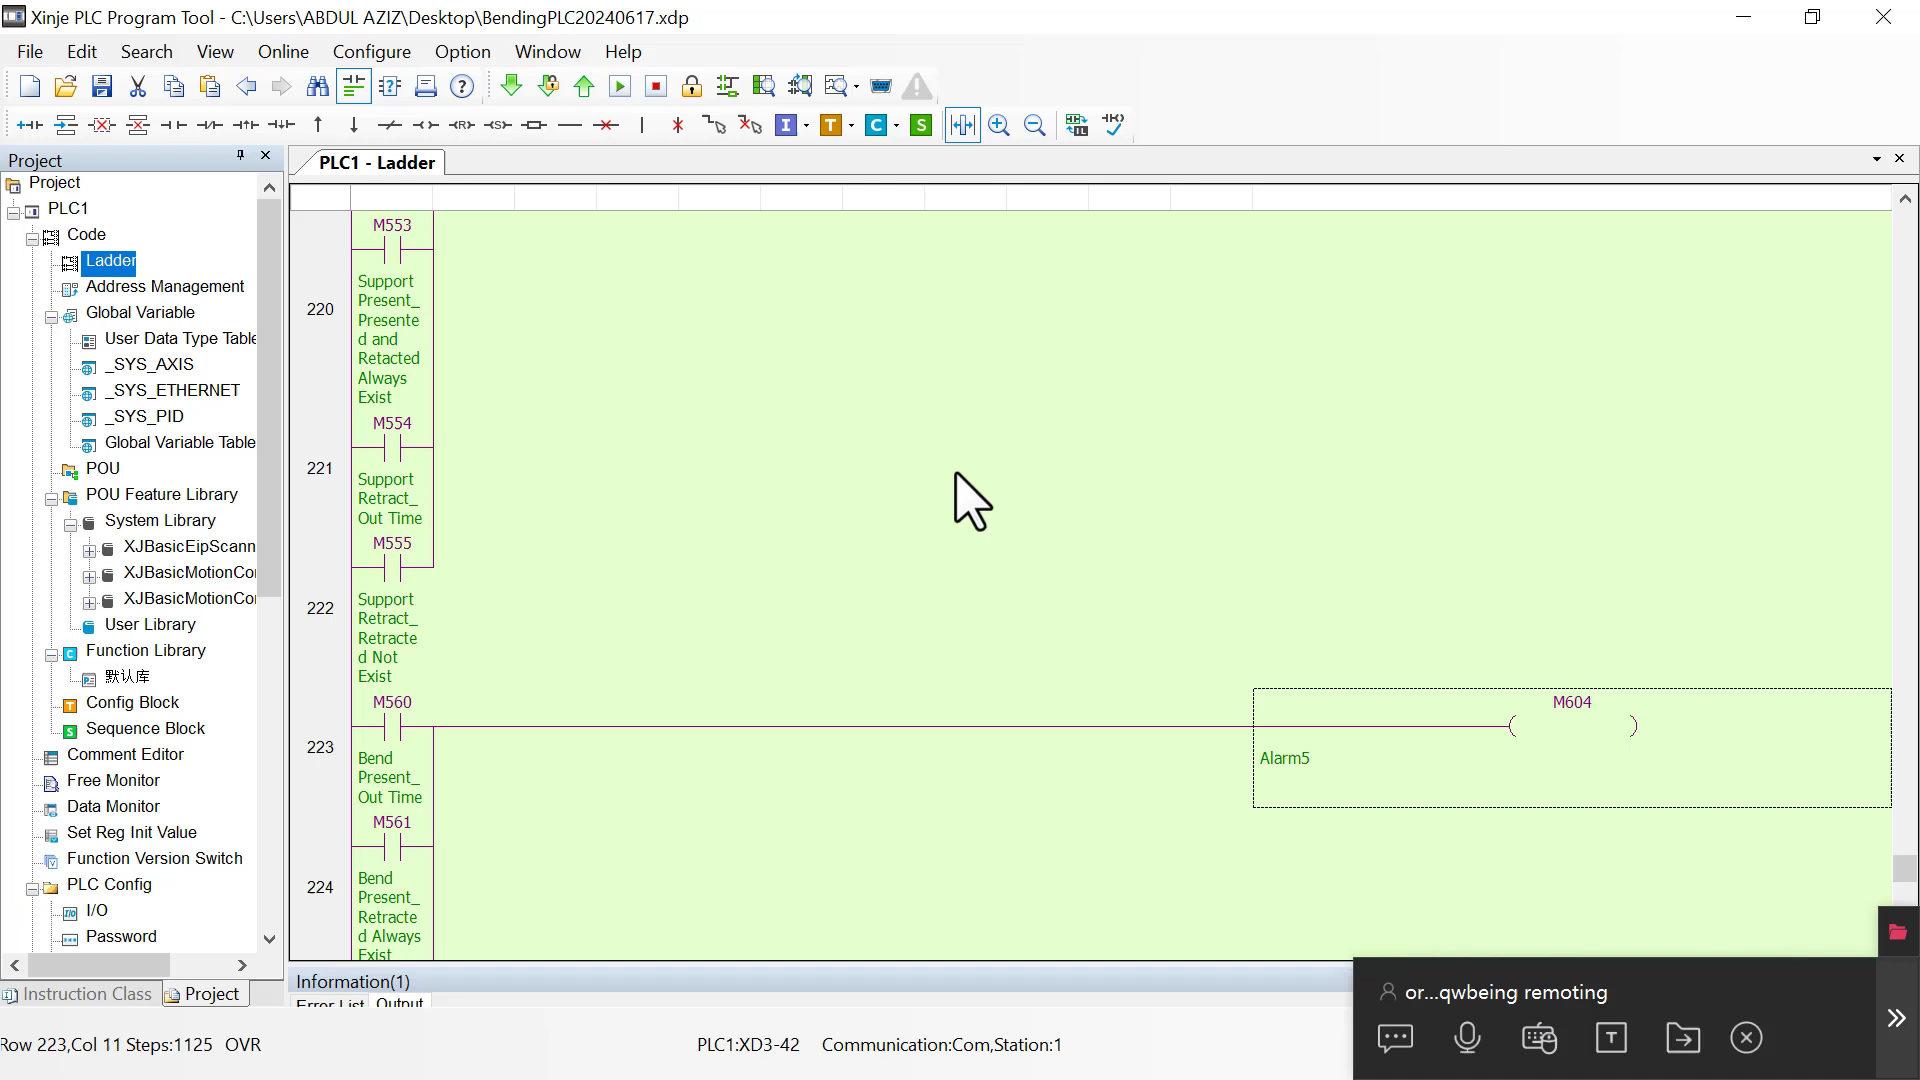 Xinje PLC Program Tool - C:\Users\ABDUL AZIZ\Desktop\BendingPLC20240617.xdp
File Edit Search View Online Configure Option Window Help
Project
Project
PLC1
Code
Ladder
Address Management
Global Variable
User Data Type Table
_SYS_AXIS
_SYS_ETHERNET
_SYS_PID
Global Variable Table
POU
POU Feature Library
System Library
XJBasicEipScann
XJBasicMotionCo
XJBasicMotionCo
User Library
Function Library
默认库
Config Block
Sequence Block
Comment Editor
Free Monitor
Data Monitor
Set Reg Init Value
Function Version Switch
PLC Config
I/O
Password
Instruction Class
Project
PLC1 - Ladder
M553
220
Support
Present_
Presente
d and
Retacted
Always
Exist
M554
221
Support
Retract_
Out Time
M555
222
Support
Retract_
Retracte
d Not
Exist
M560
M604
223
Bend
Present_
Out Time
Alarm5
M561
224
Bend
Present_
Retracte
d Always
Exist
Information(1)
Error List Output
Row 223,Col 11 Steps:1125 OVR
PLC1:XD3-42 Communication:Com,Station:1
or...qwbeing remoting